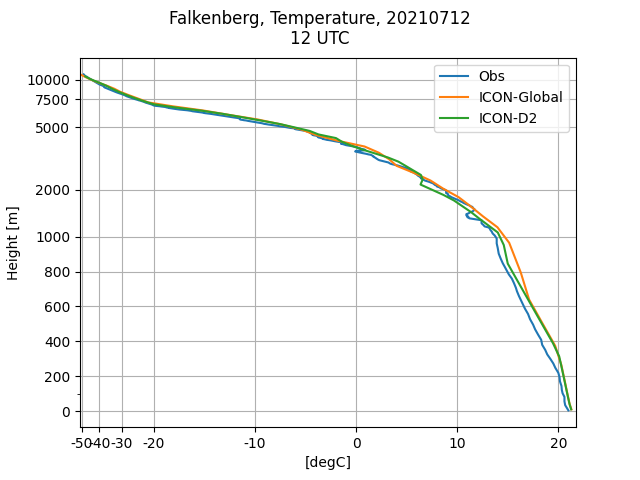 Falkenberg, Temperature, 20210712
12 UTC
Obs
ICON-Global
ICON-D2
10000
7500
5000
2000
1000
800
600
400
200
0
Height [m]
-50 -40 -30 -20 -10 0 10 20
[degC]